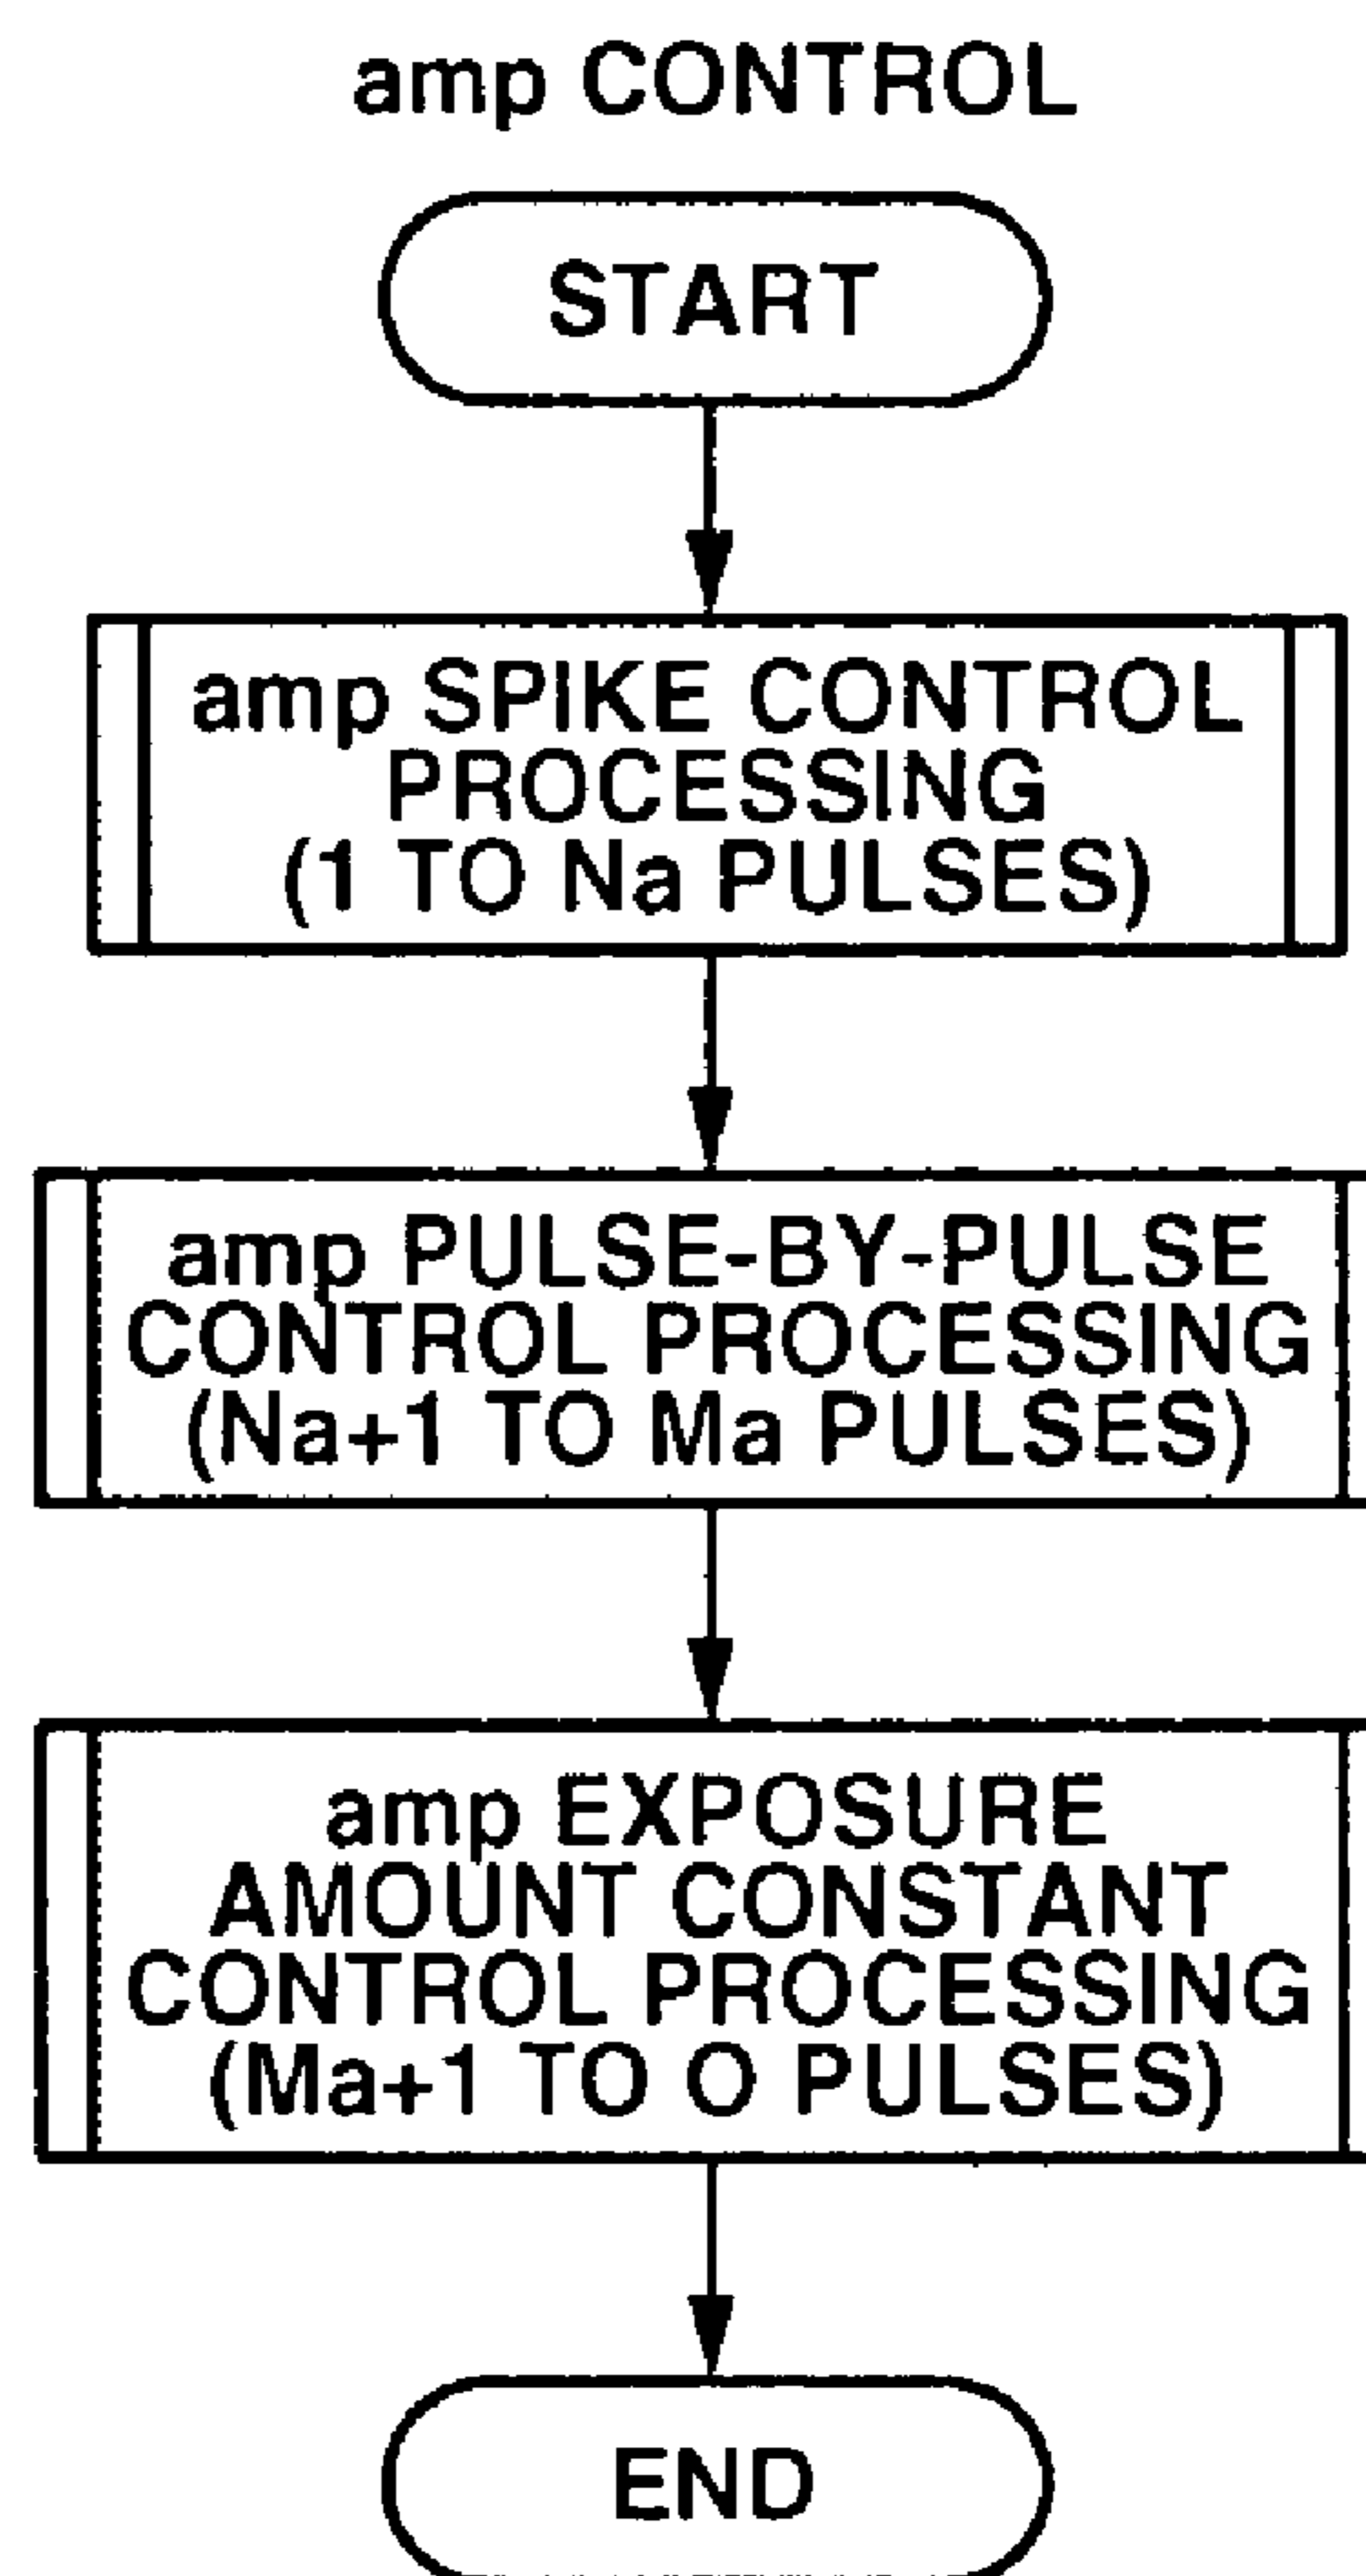 amp CONTROL
START
amp SPIKE CONTROL
PROCESSING
(1 TO Na PULSES)
amp PULSE-BY-PULSE
CONTROL PROCESSING
(Na+1 TO Ma PULSES)
amp EXPOSURE
AMOUNT CONSTANT
CONTROL PROCESSING
(Ma+1 TO O PULSES)
END